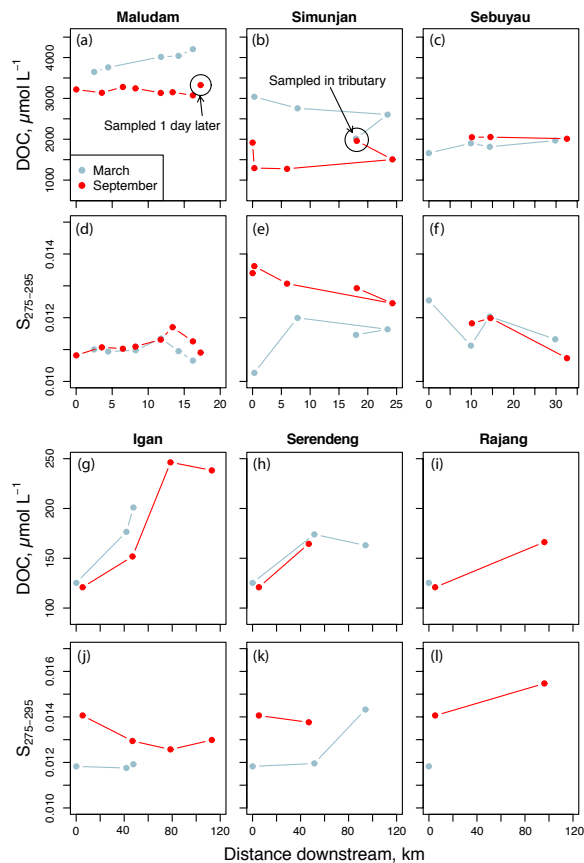 Maludam Simunjan Sebuyau
(a) (b) (c)
DOC, µmol L⁻¹
1000 2000 3000 4000
Sampled in tributary
Sampled 1 day later
March
September
(d) (e) (f)
S275−295
0.010 0.012 0.014
0 5 10 15 20 0 5 10 15 20 25 0 10 20 30
Igan Serendeng Rajang
(g) (h) (i)
DOC, µmol L⁻¹
100 150 200 250
(j) (k) (l)
S275−295
0.010 0.012 0.014 0.016
0 40 80 120 0 40 80 120 0 40 80 120
Distance downstream, km